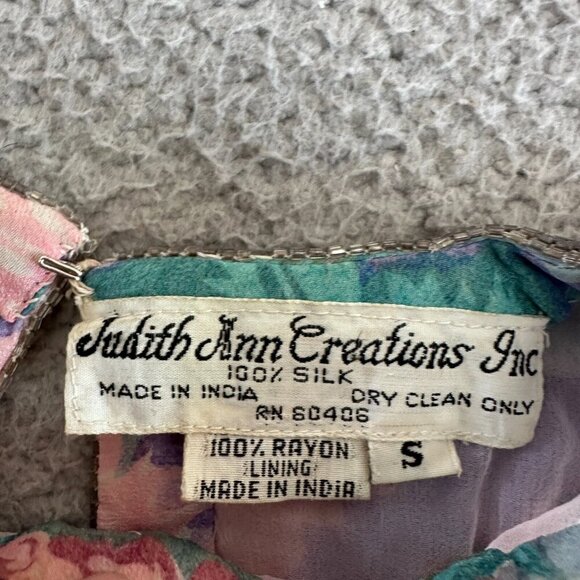 Judith Ann Creations Inc
100% SILK
MADE IN INDIA DRY CLEAN ONLY
RN 60406
100% RAYON
LINING
MADE IN INDIA
S